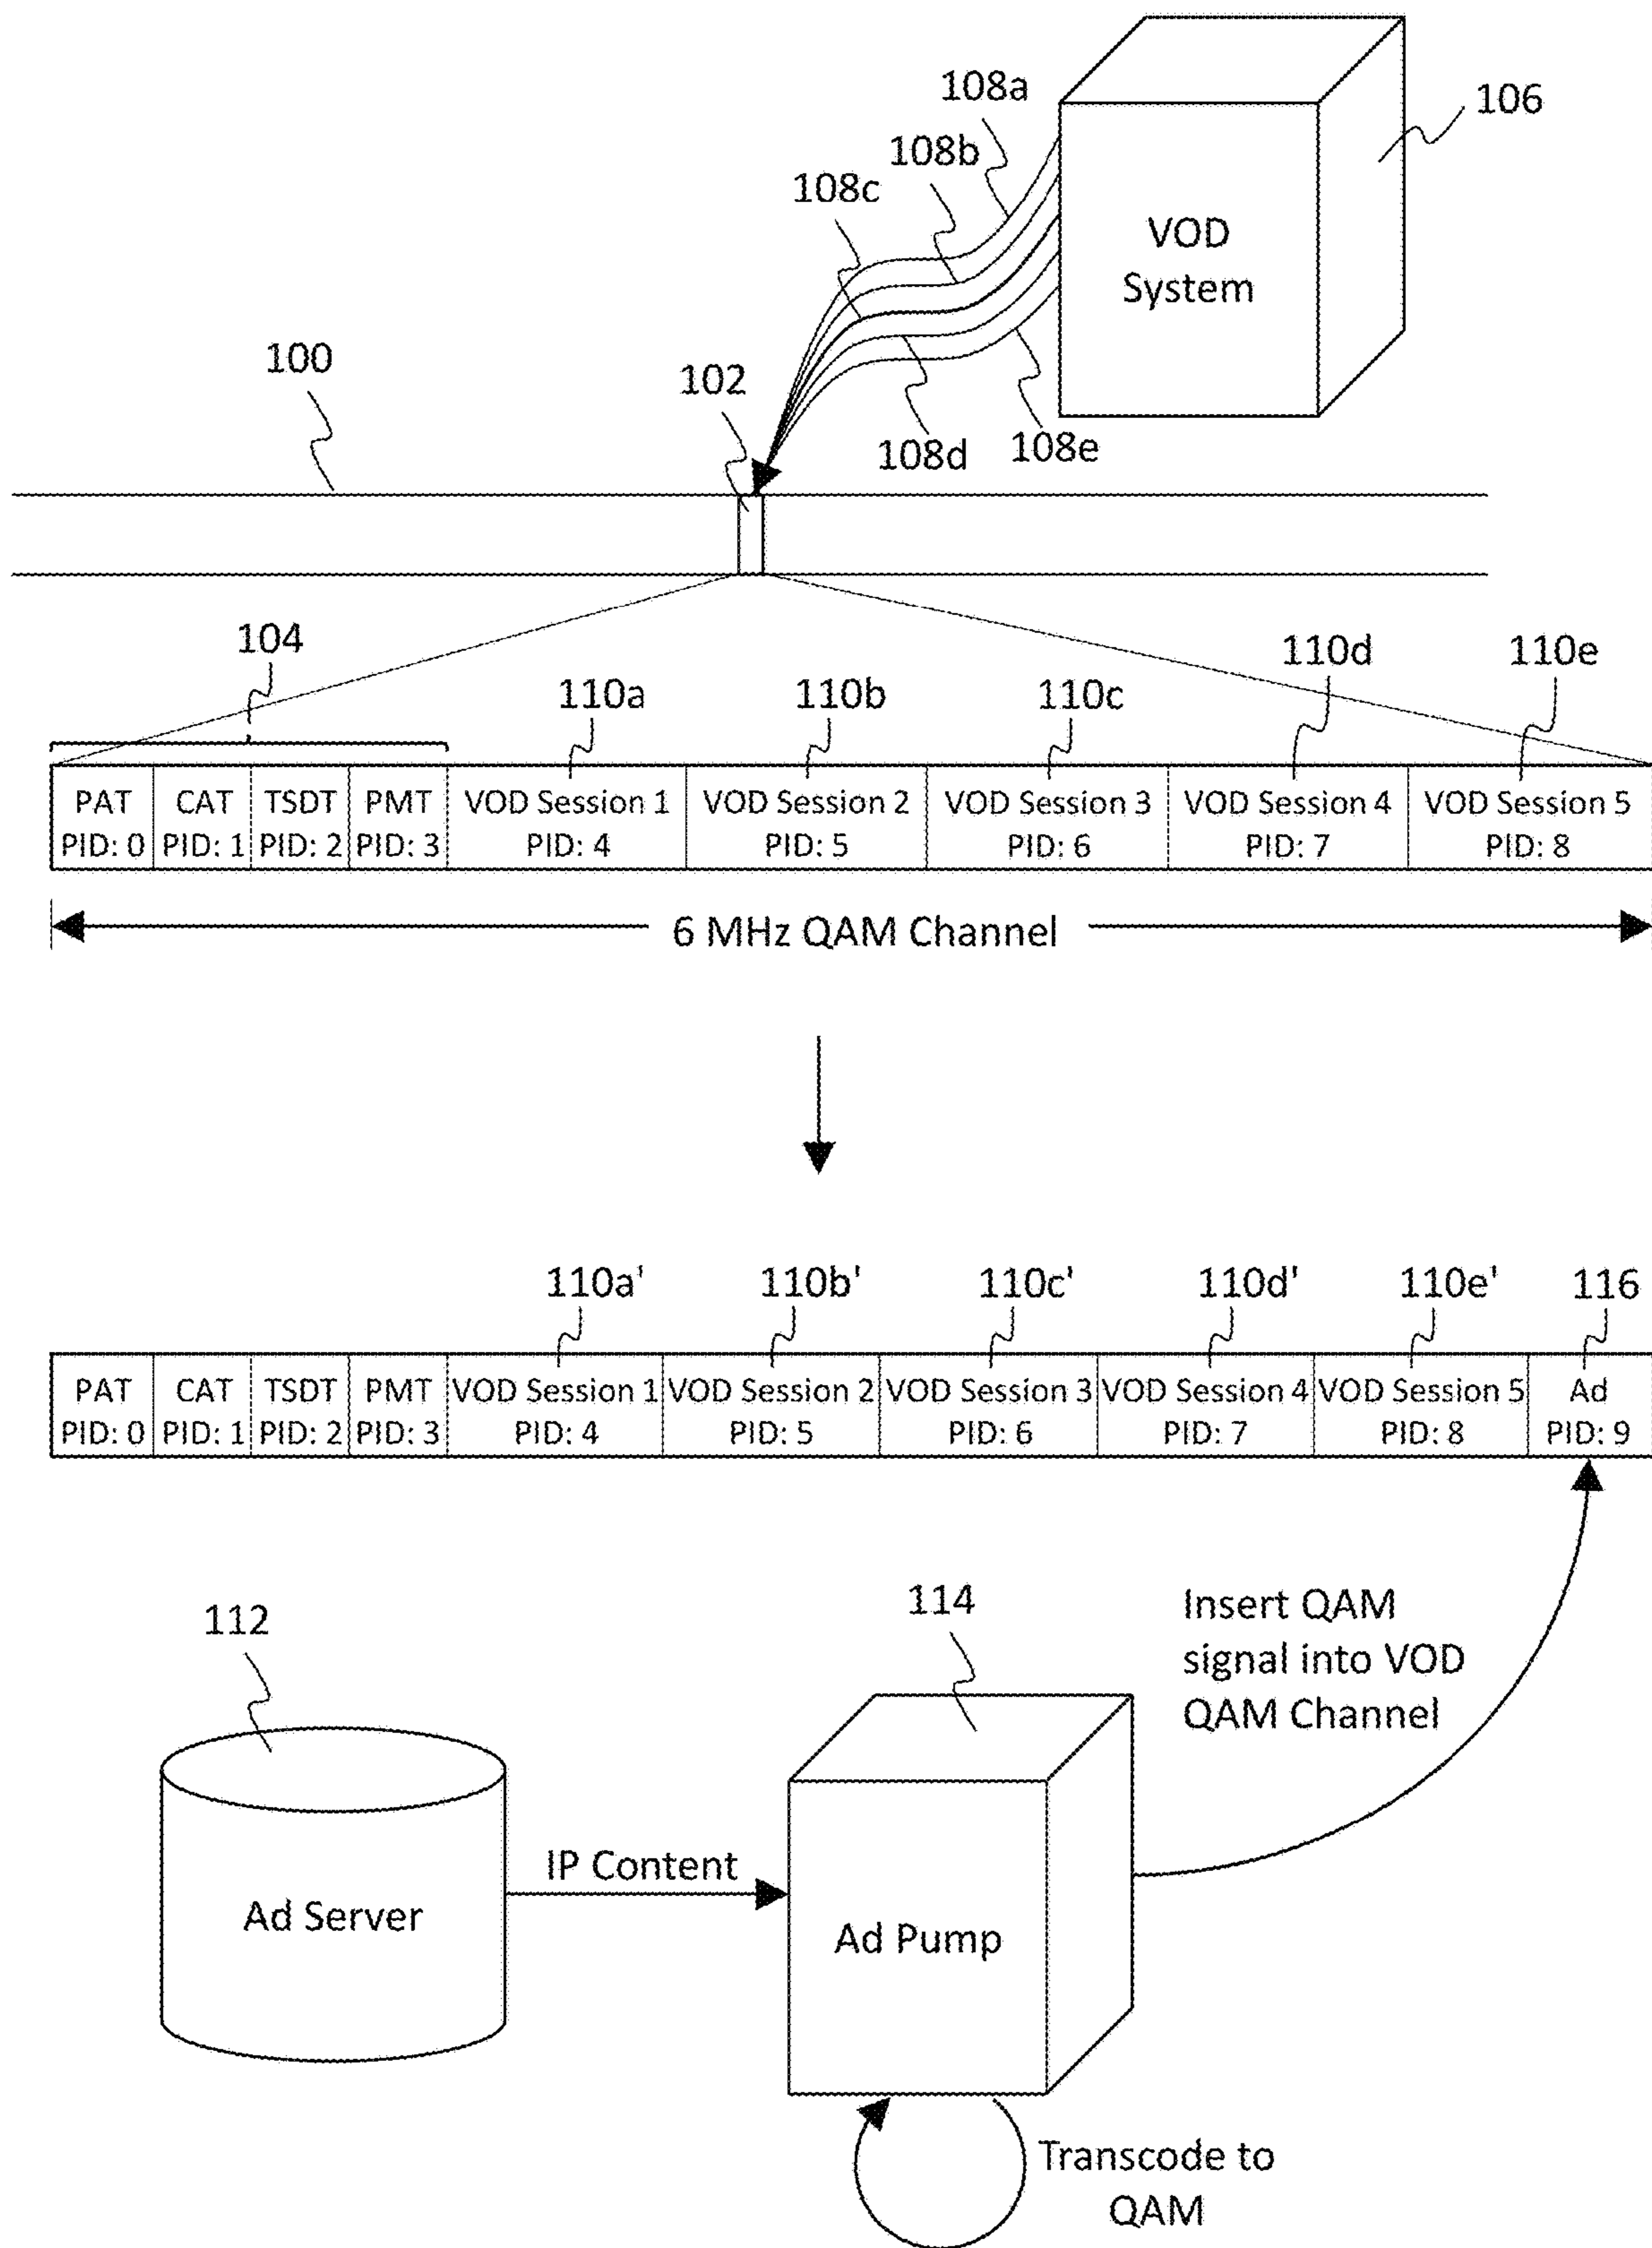 108a
106
108b
108c
VOD
System
100
102
108d
108e
104
110a
110b
110c
110d
110e
PAT
PID: 0
CAT
PID: 1
TSDT
PID: 2
PMT
PID: 3
VOD Session 1
PID: 4
VOD Session 2
PID: 5
VOD Session 3
PID: 6
VOD Session 4
PID: 7
VOD Session 5
PID: 8
6 MHz QAM Channel
110a'
110b'
110c'
110d'
110e'
116
PAT
PID: 0
CAT
PID: 1
TSDT
PID: 2
PMT
PID: 3
VOD Session 1
PID: 4
VOD Session 2
PID: 5
VOD Session 3
PID: 6
VOD Session 4
PID: 7
VOD Session 5
PID: 8
Ad
PID: 9
112
114
Insert QAM
signal into VOD
QAM Channel
IP Content
Ad Server
Ad Pump
Transcode to
QAM